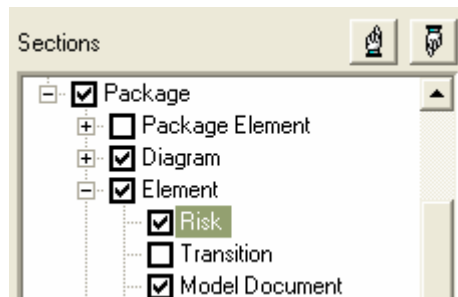 Sections
Package
Package Element
Diagram
Element
Risk
Transition
Model Document